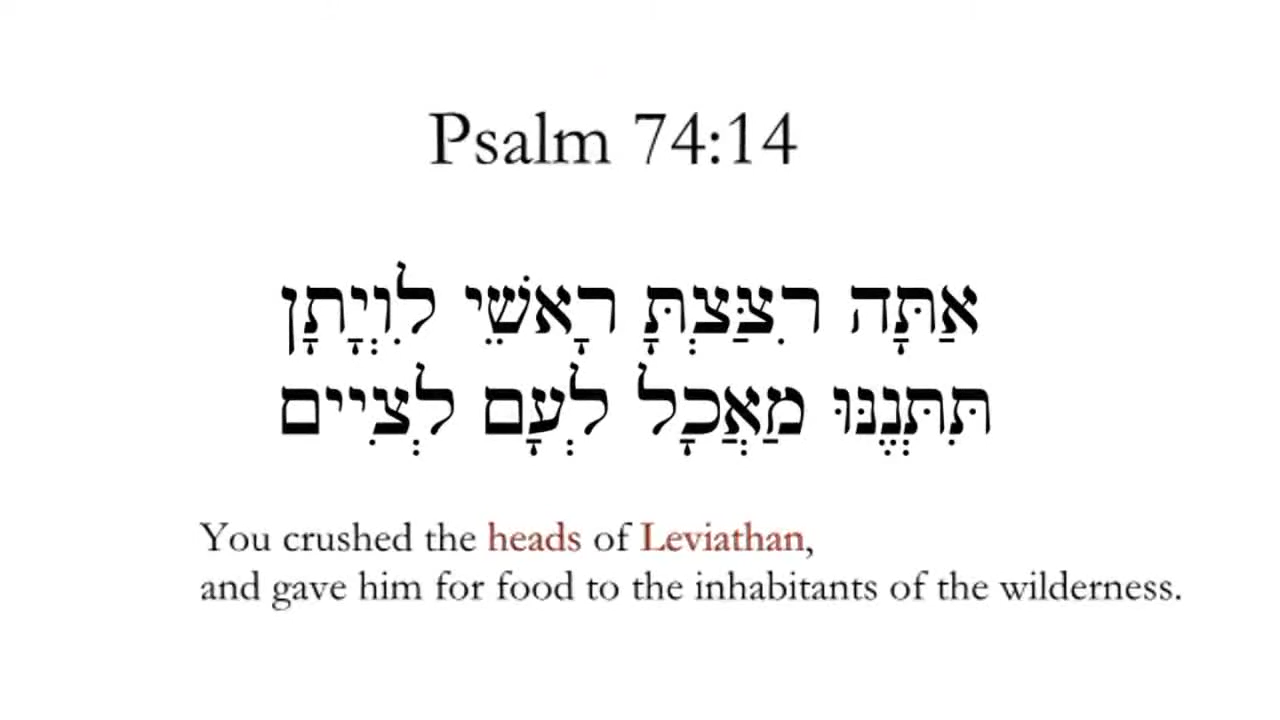 Psalm 74:14
אַתָּה רִצַּצְתָּ רָאשֵׁי לִוְיָתָן
תִּתְּנֶנּוּ מַאֲכָל לְעָם לְצִיִים
You crushed the heads of Leviathan,
and gave him for food to the inhabitants of the wilderness.